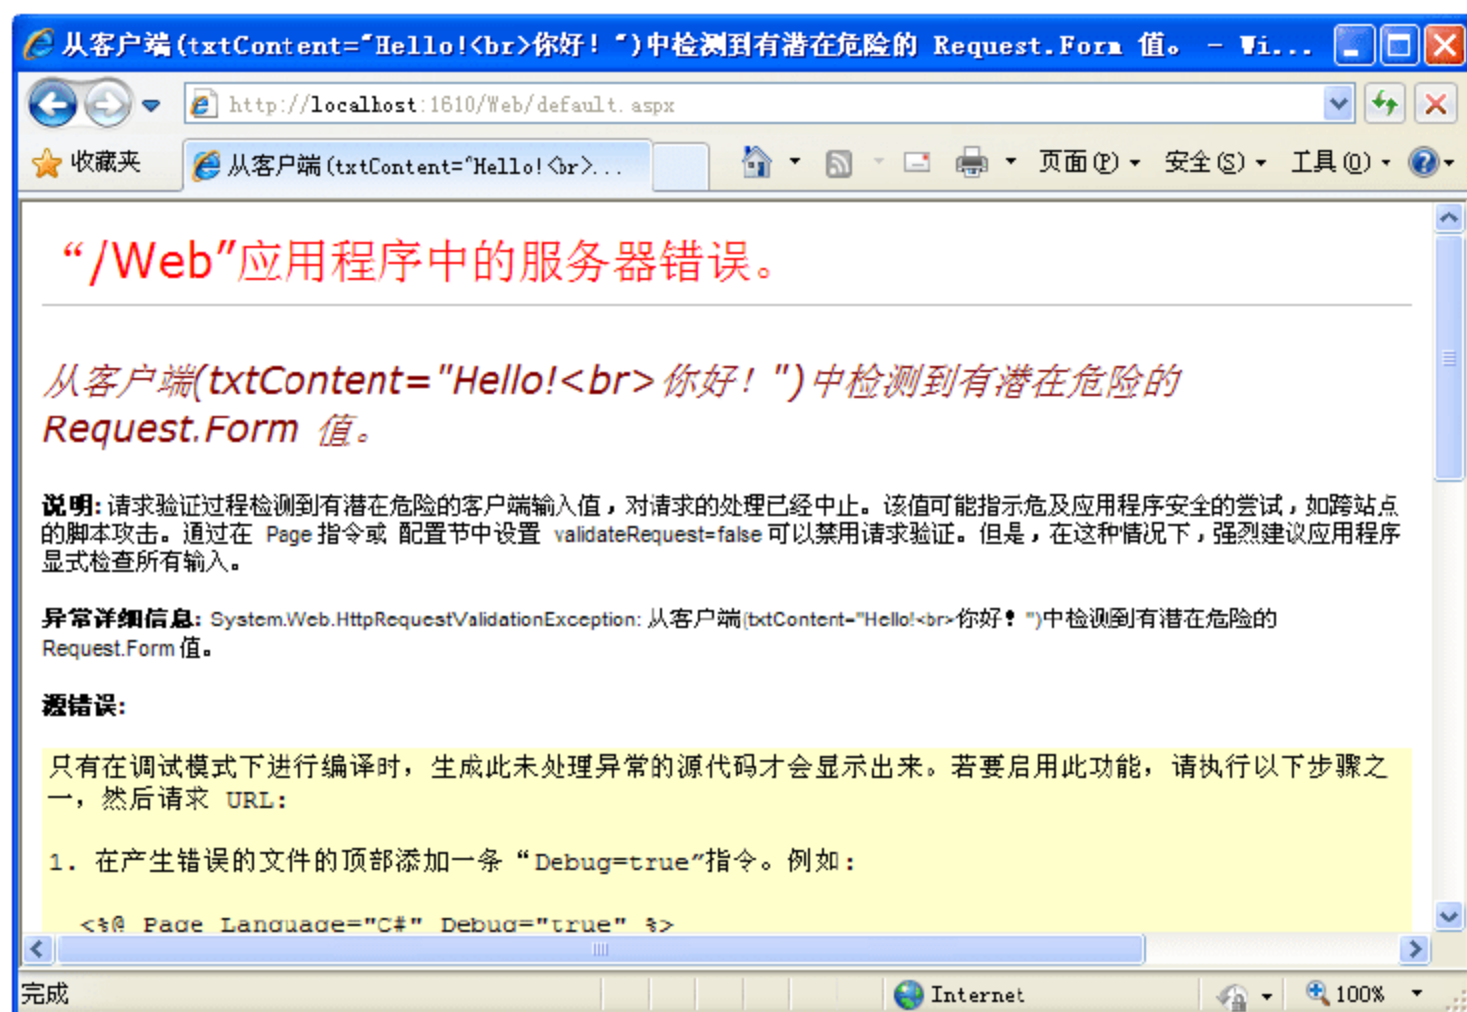 从客户端(txtContent="Hello!<br>你好！")中检测到有潜在危险的 Request.Form 值。 - Wi...
http://localhost:1610/Web/default.aspx
收藏夹 从客户端(txtContent="Hello!<br>... 页面(P) 安全(S) 工具(O)
“/Web”应用程序中的服务器错误。
从客户端(txtContent="Hello!<br>你好！")中检测到有潜在危险的
Request.Form 值。
说明: 请求验证过程检测到有潜在危险的客户端输入值，对请求的处理已经中止。该值可能指示危及应用程序安全的尝试，如跨站点
的脚本攻击。通过在 Page 指令或 配置节中设置 validateRequest=false 可以禁用请求验证。但是，在这种情况下，强烈建议应用程序
显式检查所有输入。
异常详细信息: System.Web.HttpRequestValidationException: 从客户端(txtContent="Hello!<br>你好！")中检测到有潜在危险的
Request.Form 值。
源错误:
只有在调试模式下进行编译时，生成此未处理异常的源代码才会显示出来。若要启用此功能，请执行以下步骤之
一，然后请求 URL:
1. 在产生错误的文件的顶部添加一条“Debug=true”指令。例如:
<%@ Page Language="C#" Debug="true" %>
完成 Internet 100%